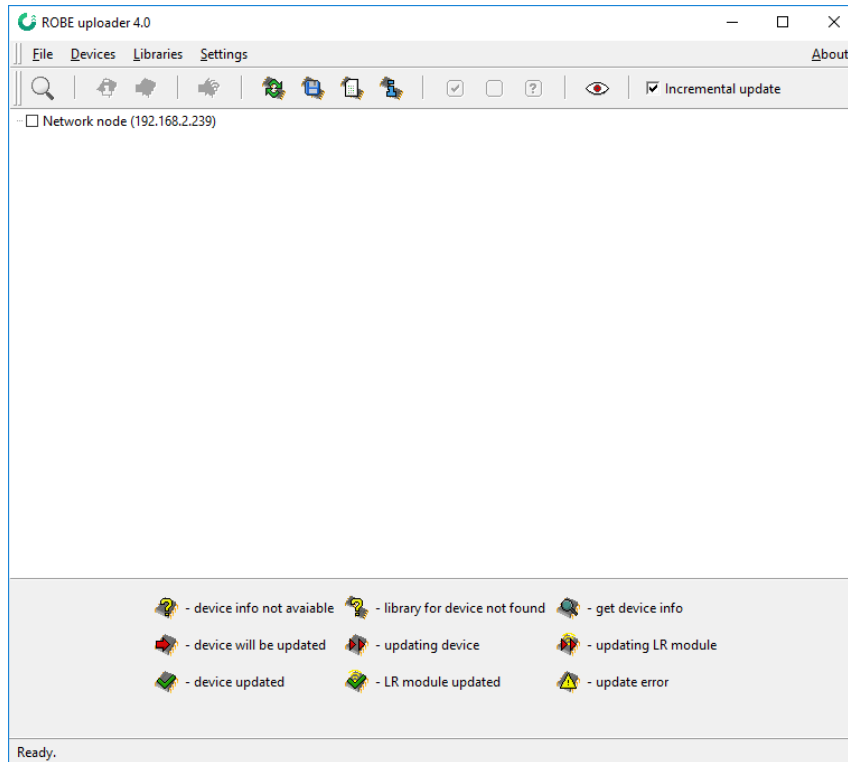 ROBE uploader 4.0
File Devices Libraries Settings About
Incremental update
Network node (192.168.2.239)
- device info not avaiable - library for device not found - get device info
- device will be updated - updating device - updating LR module
- device updated - LR module updated - update error
Ready.